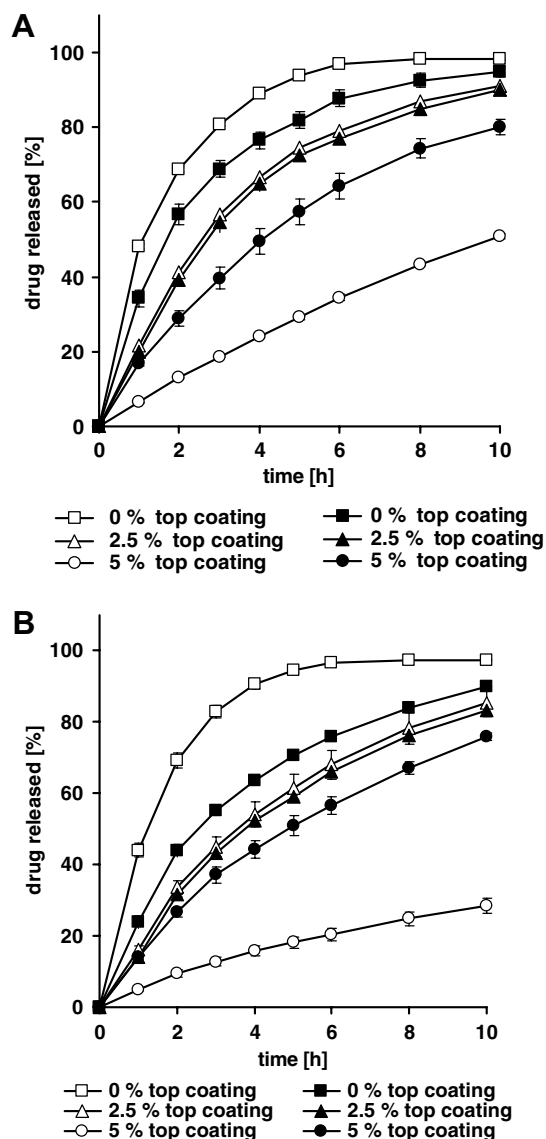 A
drug released [%]
100
80
60
40
20
0
0 2 4 6 8 10
time [h]
0 % top coating 0 % top coating
2.5 % top coating 2.5 % top coating
5 % top coating 5 % top coating
B
drug released [%]
100
80
60
40
20
0
0 2 4 6 8 10
time [h]
0 % top coating 0 % top coating
2.5 % top coating 2.5 % top coating
5 % top coating 5 % top coating